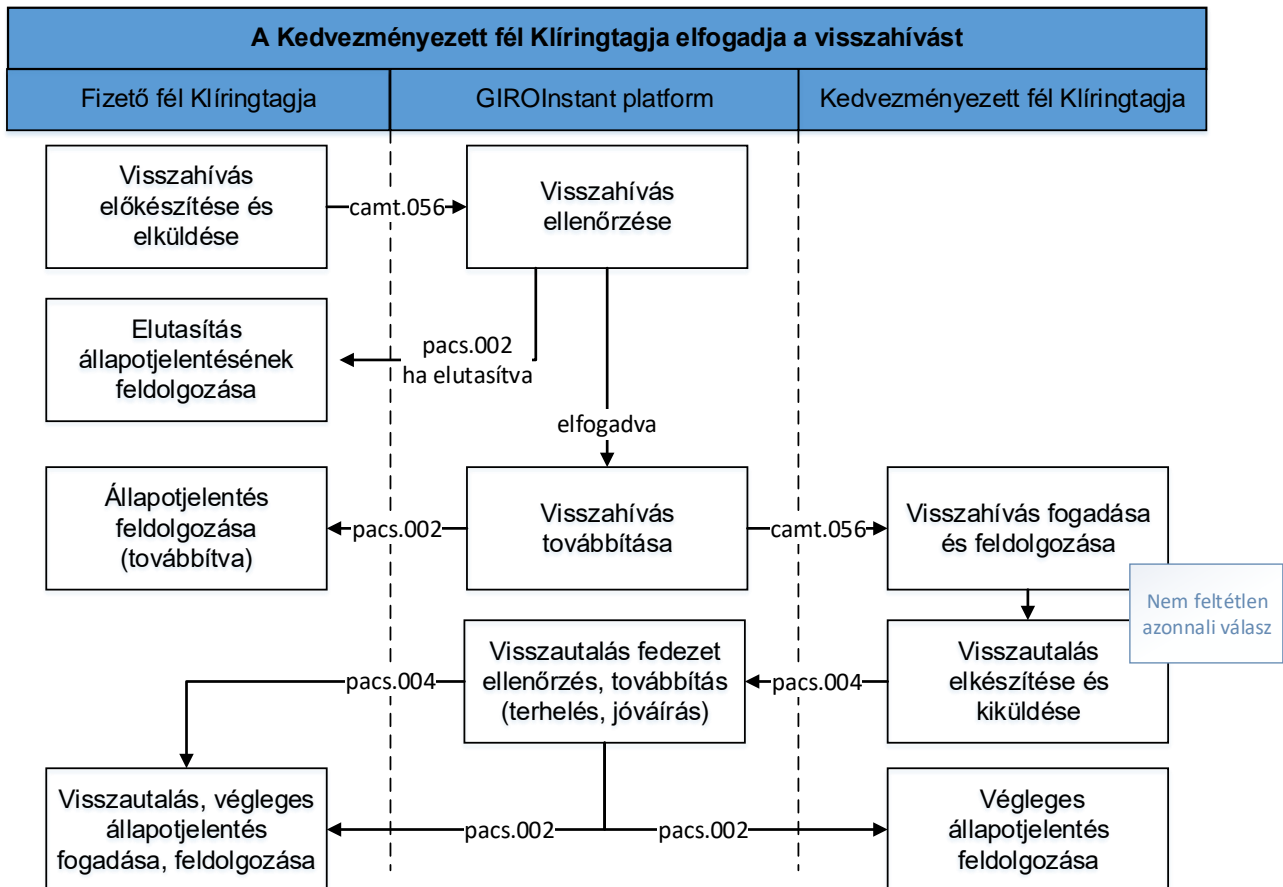 A Kedvezményezett fél Klíringtagja elfogadja a visszahívást
Fizető fél Klíringtagja
GIROInstant platform
Kedvezményezett fél Klíringtagja
Visszahívás
előkészítése és
elküldése
camt.056
Visszahívás
ellenőrzése
Elutasítás
állapotjelentésének
feldolgozása
pacs.002
ha elutasítva
elfogadva
Állapotjelentés
feldolgozása
(továbbítva)
pacs.002
Visszahívás
továbbítása
camt.056
Visszahívás fogadása
és feldolgozása
Nem feltétlen
azonnali válasz
pacs.004
Visszautalás fedezet
ellenőrzés, továbbítás
(terhelés, jóváírás)
pacs.004
Visszautalás
elkészítése és
kiküldése
Visszautalás, végleges
állapotjelentés
fogadása, feldolgozása
pacs.002
pacs.002
Végleges
állapotjelentés
feldolgozása